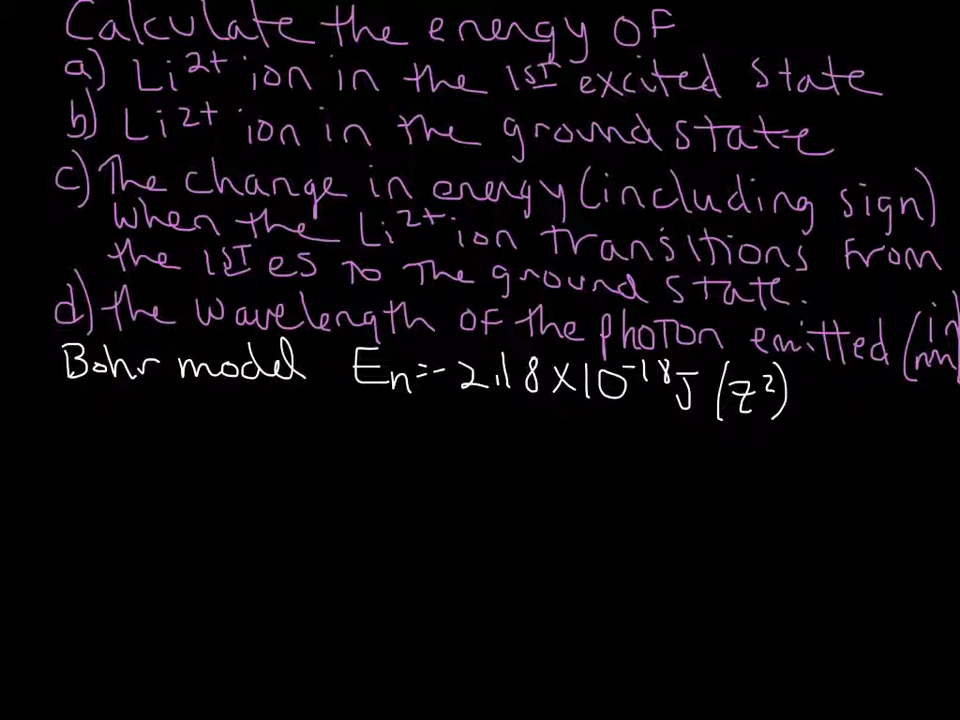 Calculate the energy of
a) Li2+ ion in the 1ST excited state
b) Li2+ ion in the ground state
c) The change in energy (including sign)
when the Li2+ ion transitions from
the 1ST es to the ground state.
d) the wavelength of the photon emitted (in
nm)
Bohr model En=-2.18x10-18J (Z2)